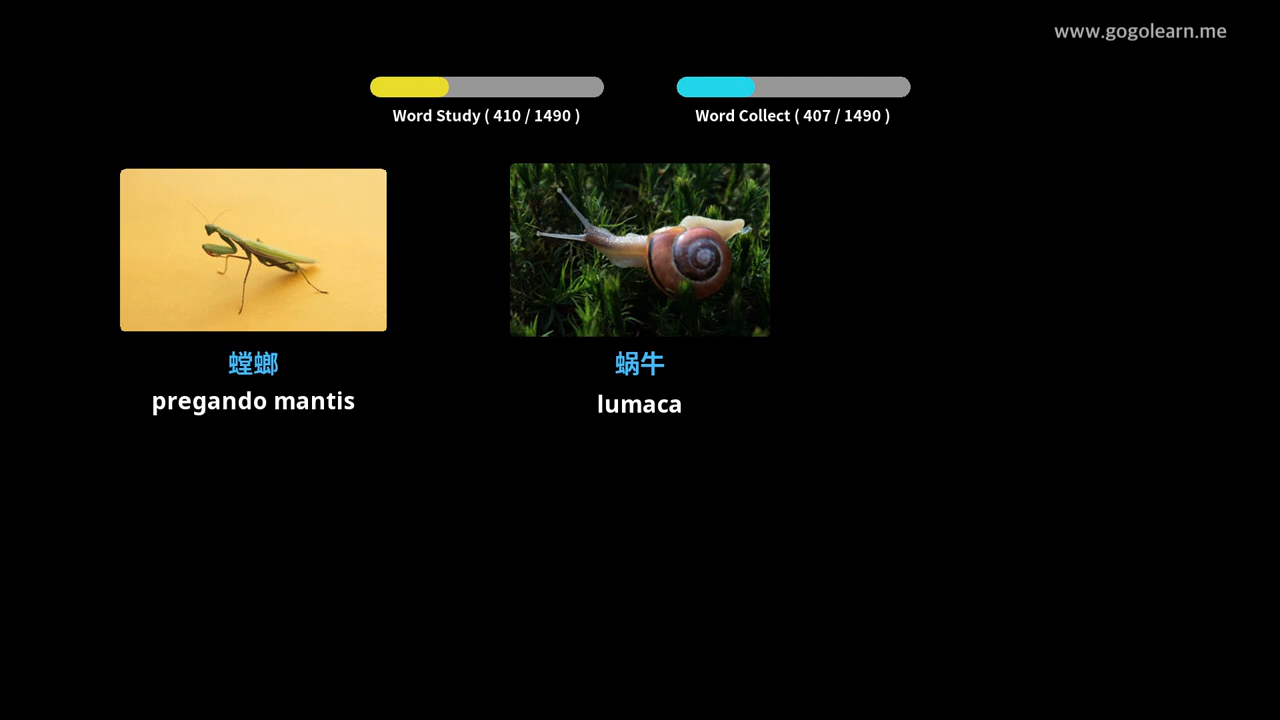 www.gogolearn.me
Word Study ( 410 / 1490 )
Word Collect ( 407 / 1490 )
螳螂
pregando mantis
蜗牛
lumaca